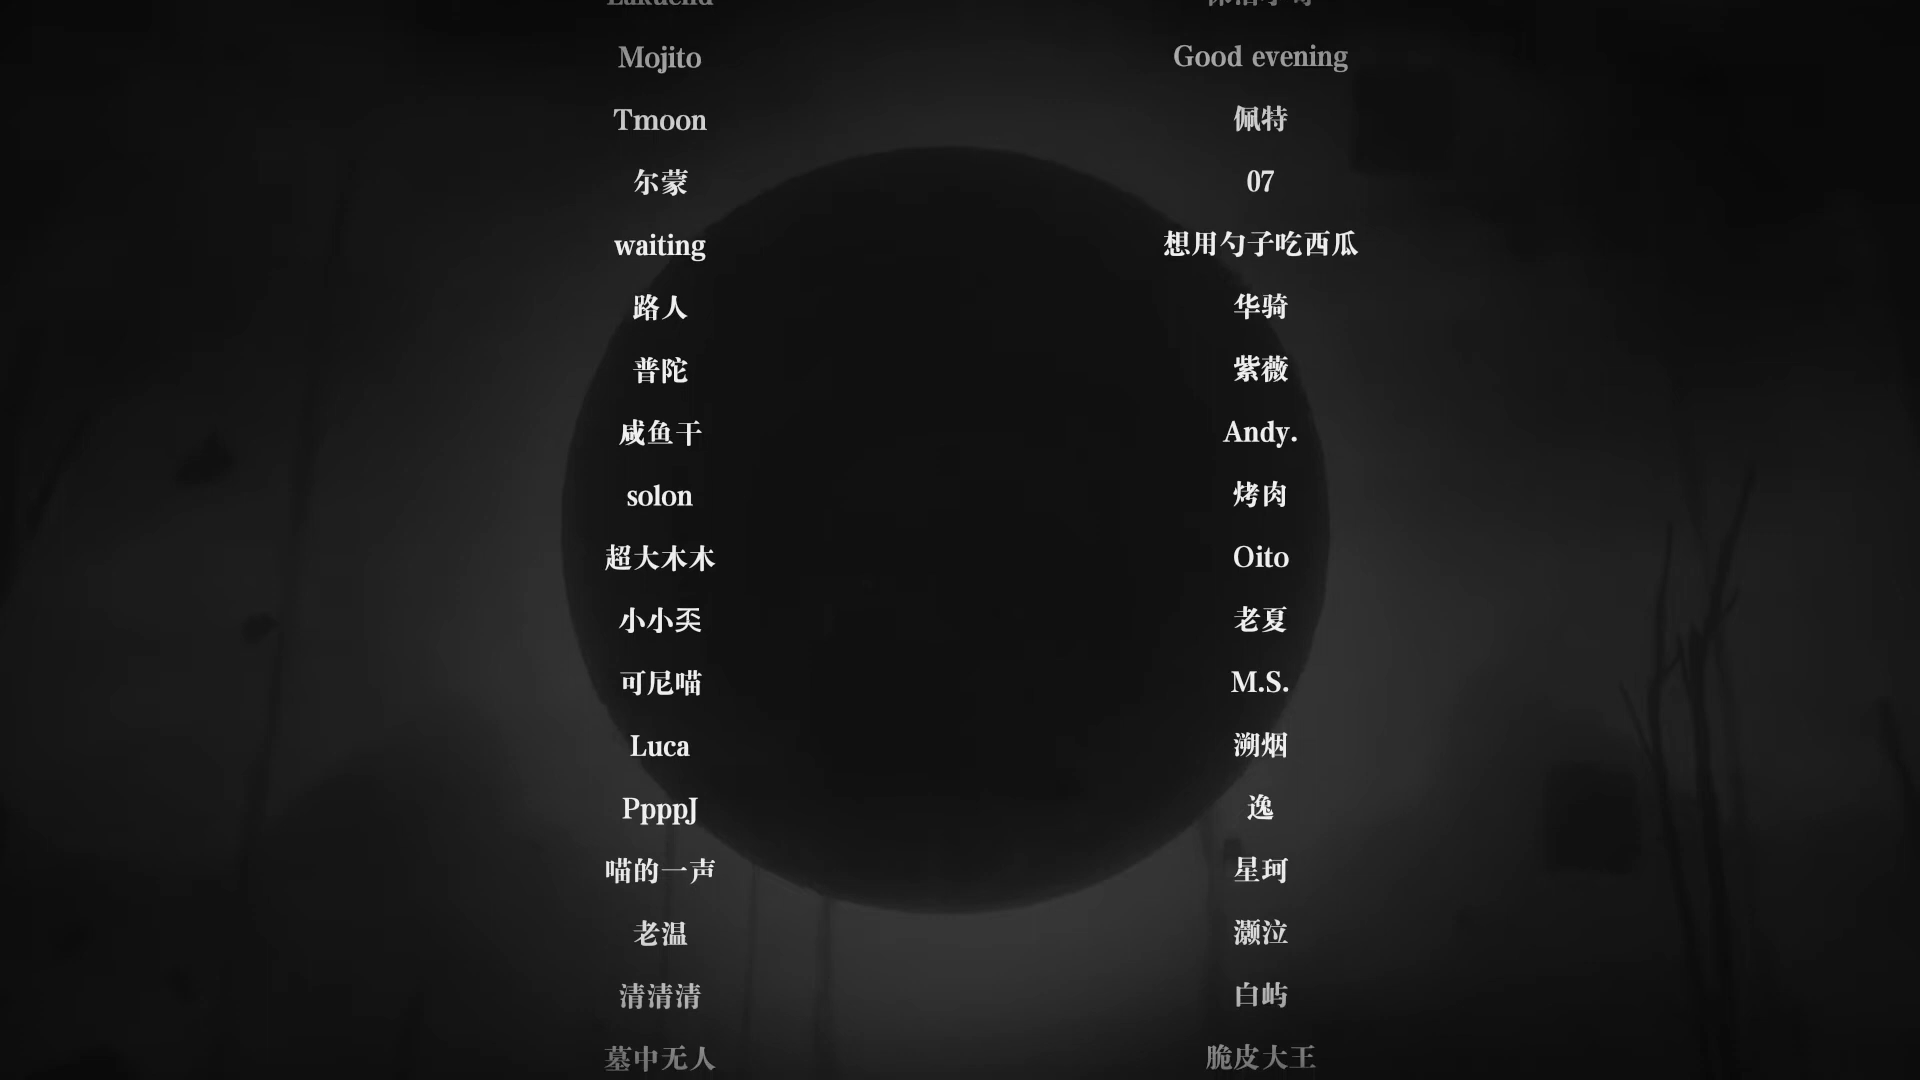 Mojito
Good evening
Tmoon
佩特
尔蒙
07
waiting
想用勺子吃西瓜
路人
华骑
普陀
紫薇
咸鱼干
Andy.
solon
烤肉
超大木木
Oito
小小奀
老夏
可尼喵
M.S.
Luca
溯烟
PpppJ
逸
喵的一声
星珂
老温
灏泣
清清清
白屿
墓中无人
脆皮大王